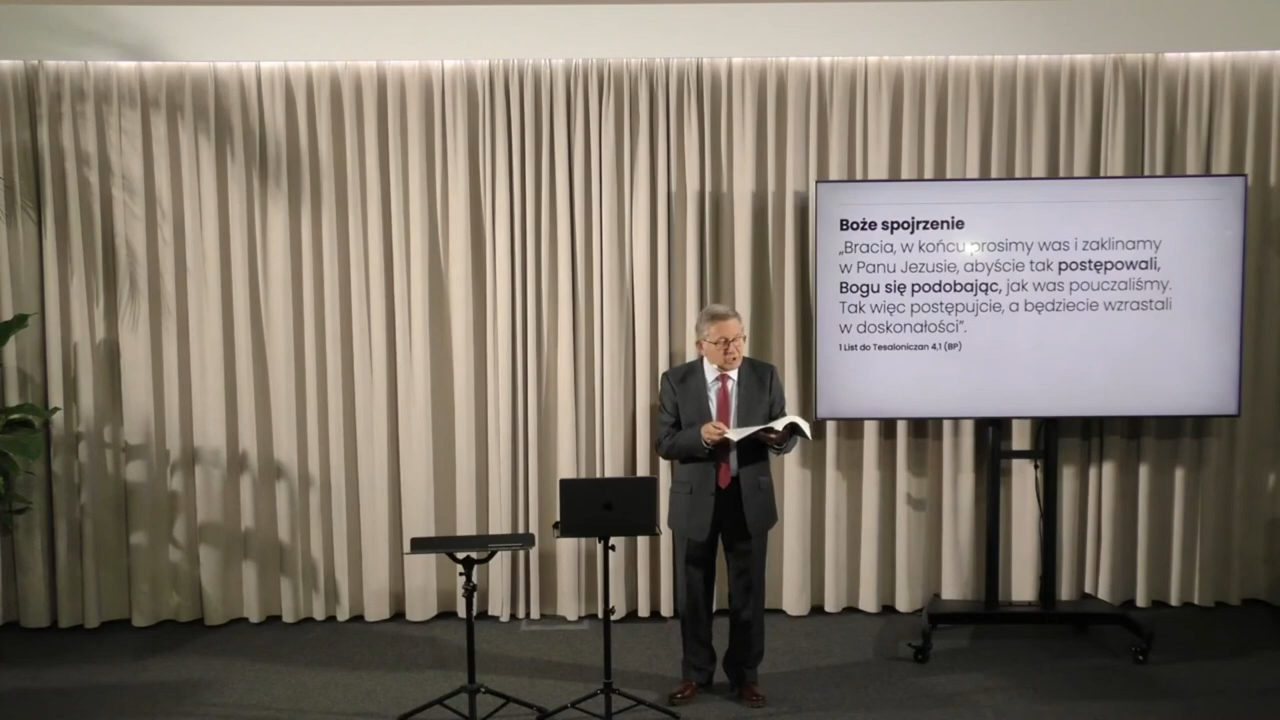 Boże spojrzenie
„Bracia, w końcu prosimy was i zaklinamy
w Panu Jezusie, abyście tak postępowali,
Bogu się podobając, jak was pouczaliśmy.
Tak więc postępujcie, a będziecie wzrastali
w doskonałości”.
1 List do Tesaloniczan 4,1 (BP)